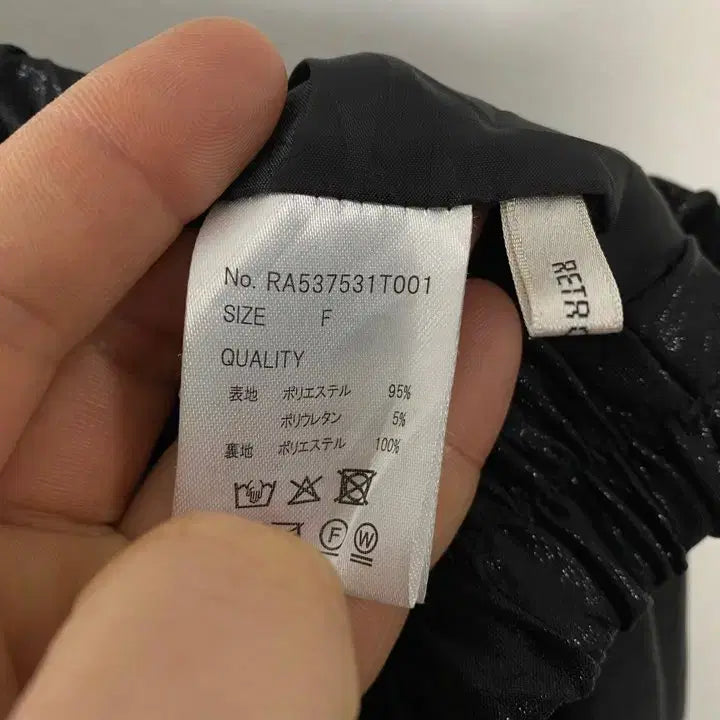 No. RA537531T001
SIZE F
QUALITY
表地 ポリエステル 95%
ポリウレタン 5%
裏地 ポリエステル 100%
F W
RETR